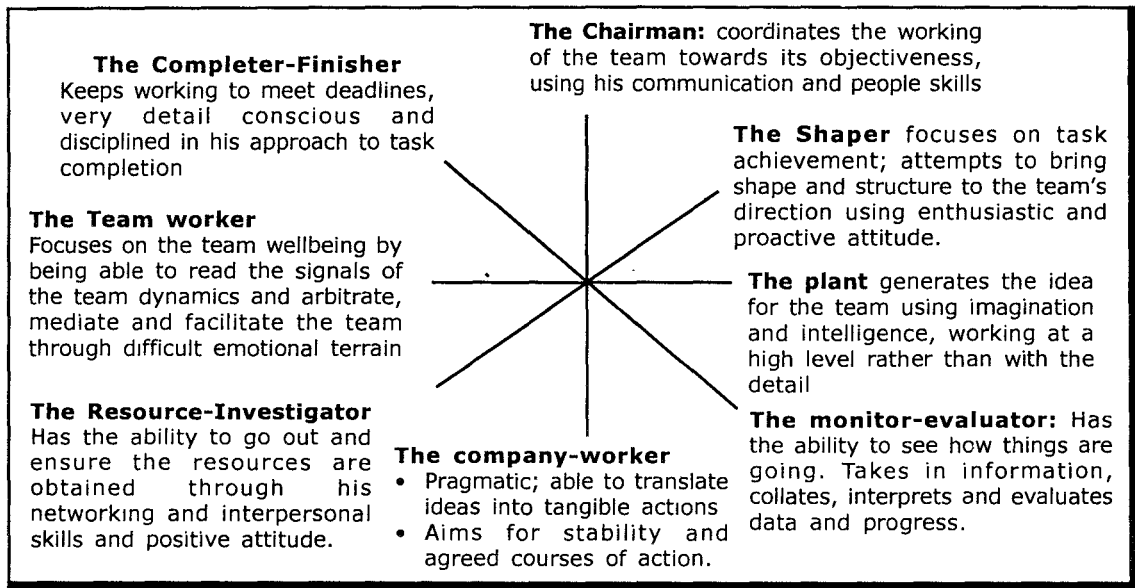 The Chairman: coordinates the working
of the team towards its objectiveness,
using his communication and people skills
The Completer-Finisher
Keeps working to meet deadlines,
very detail conscious and
disciplined in his approach to task
completion
The Shaper focuses on task
achievement; attempts to bring
shape and structure to the team's
direction using enthusiastic and
proactive attitude.
The Team worker
Focuses on the team wellbeing by
being able to read the signals of
the team dynamics and arbitrate,
mediate and facilitate the team
through difficult emotional terrain
The plant generates the idea
for the team using imagination
and intelligence, working at a
high level rather than with the
detail
The Resource-Investigator
Has the ability to go out and
ensure the resources are
obtained through his
networking and interpersonal
skills and positive attitude.
The company-worker
• Pragmatic; able to translate
ideas into tangible actions
• Aims for stability and
agreed courses of action.
The monitor-evaluator: Has
the ability to see how things are
going. Takes in information,
collates, interprets and evaluates
data and progress.